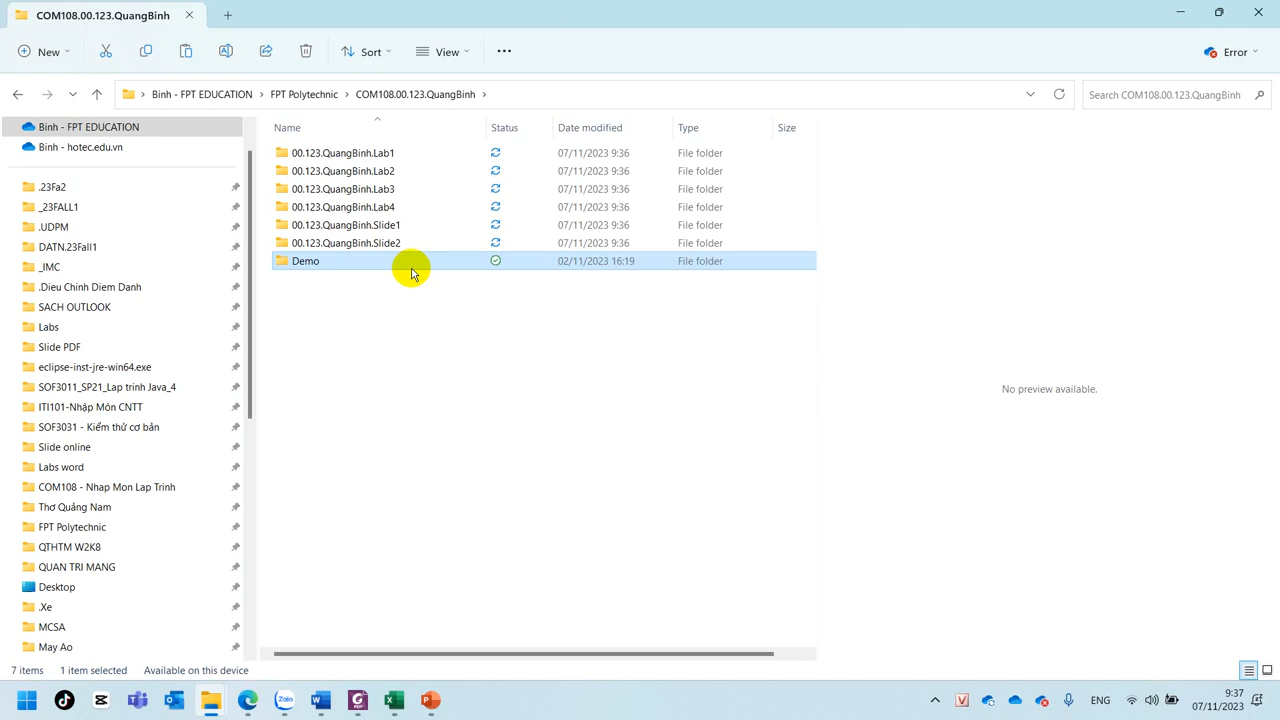 COM108.00.123.QuangBinh
New
Sort
View
Error
Binh - FPT EDUCATION
FPT Polytechnic
COM108.00.123.QuangBinh
Search COM108.00.123.QuangBinh
Binh - FPT EDUCATION
Binh - hotec.edu.vn
.23Fa2
_23FALL1
.UDPM
DATN.23Fall1
_IMC
.Dieu Chinh Diem Danh
SACH OUTLOOK
Labs
Slide PDF
eclipse-inst-jre-win64.exe
SOF3011_SP21_Lap trinh Java_4
ITI101-Nhập Môn CNTT
SOF3031 - Kiểm thử cơ bản
Slide online
Labs word
COM108 - Nhap Mon Lap Trinh
Thơ Quảng Nam
FPT Polytechnic
QTHTM W2K8
QUAN TRI MANG
Desktop
.Xe
MCSA
May Ao
Name Status Date modified Type Size
00.123.QuangBinh.Lab1 07/11/2023 9:36 File folder
00.123.QuangBinh.Lab2 07/11/2023 9:36 File folder
00.123.QuangBinh.Lab3 07/11/2023 9:36 File folder
00.123.QuangBinh.Lab4 07/11/2023 9:36 File folder
00.123.QuangBinh.Slide1 07/11/2023 9:36 File folder
00.123.QuangBinh.Slide2 07/11/2023 9:36 File folder
Demo 02/11/2023 16:19 File folder
No preview available.
7 items 1 item selected Available on this device
Zalo
ENG
9:37
07/11/2023